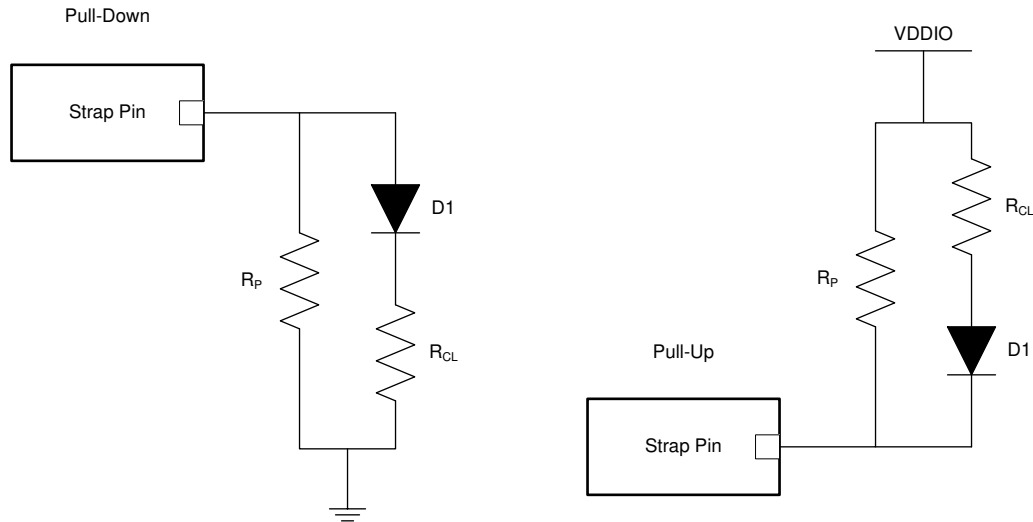 Pull-Down
Strap Pin
D1
RP
RCL
VDDIO
RCL
RP
D1
Pull-Up
Strap Pin